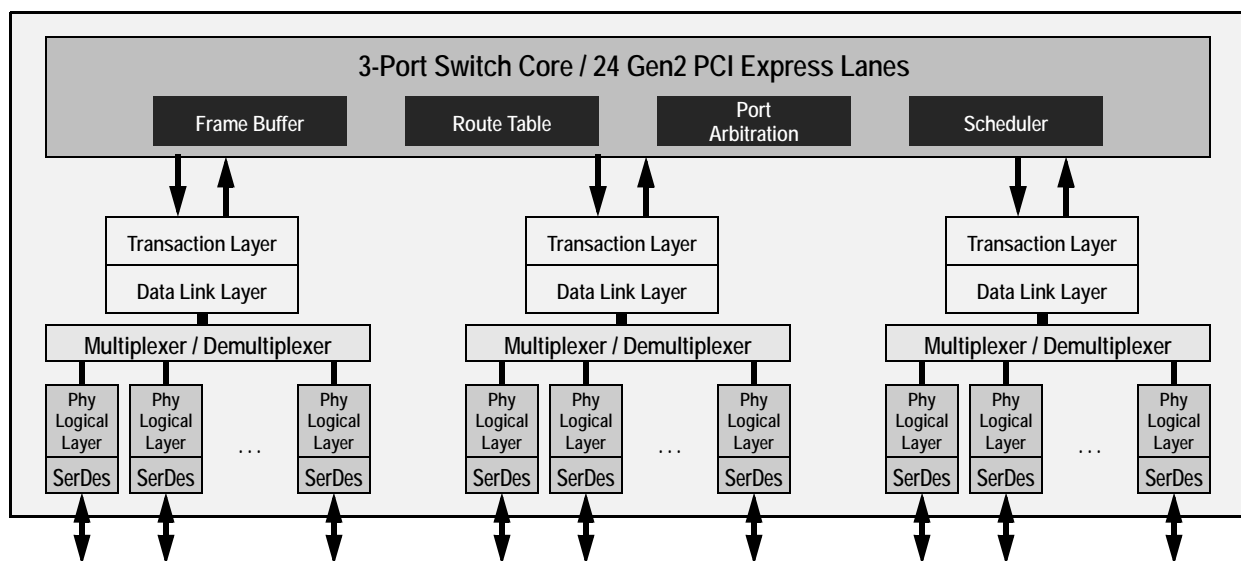 3-Port Switch Core / 24 Gen2 PCI Express Lanes
Frame Buffer
Route Table
Port
Arbitration
Scheduler
Transaction Layer
Data Link Layer
Transaction Layer
Data Link Layer
Transaction Layer
Data Link Layer
Multiplexer / Demultiplexer
Multiplexer / Demultiplexer
Multiplexer / Demultiplexer
Phy
Logical
Layer
SerDes
Phy
Logical
Layer
SerDes
...
Phy
Logical
Layer
SerDes
Phy
Logical
Layer
SerDes
Phy
Logical
Layer
SerDes
...
Phy
Logical
Layer
SerDes
Phy
Logical
Layer
SerDes
Phy
Logical
Layer
SerDes
...
Phy
Logical
Layer
SerDes